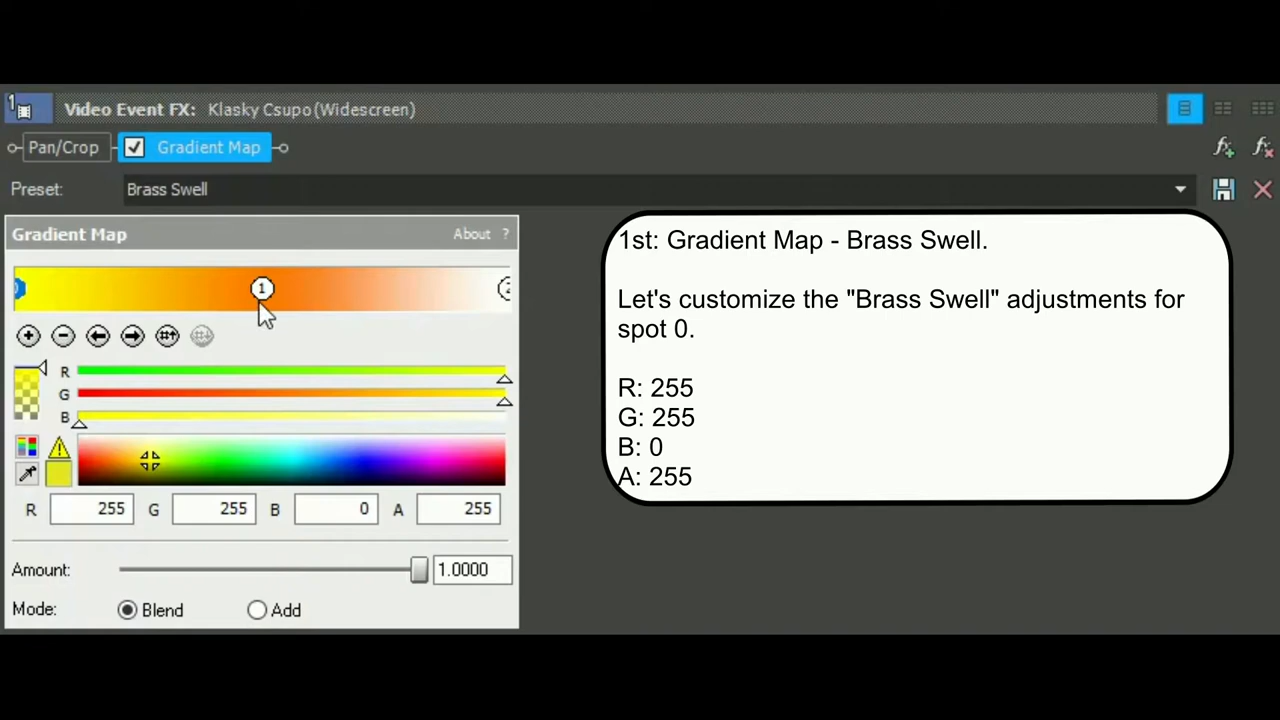 1
Video Event FX: Klasky Csupo (Widescreen)
Pan/Crop Gradient Map
Preset: Brass Swell
Gradient Map About ?
1
R
G
B
R 255 G 255 B 0 A 255
Amount: 1.0000
Mode: Blend Add
1st: Gradient Map - Brass Swell.
Let's customize the "Brass Swell" adjustments for
spot 0.
R: 255
G: 255
B: 0
A: 255